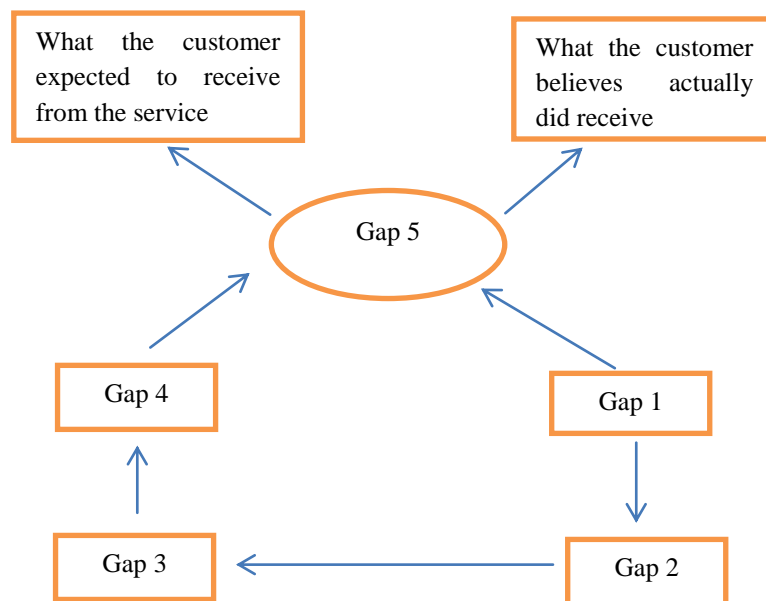 What the customer
expected to receive
from the service
What the customer
believes actually
did receive
Gap 5
Gap 4
Gap 1
Gap 3
Gap 2